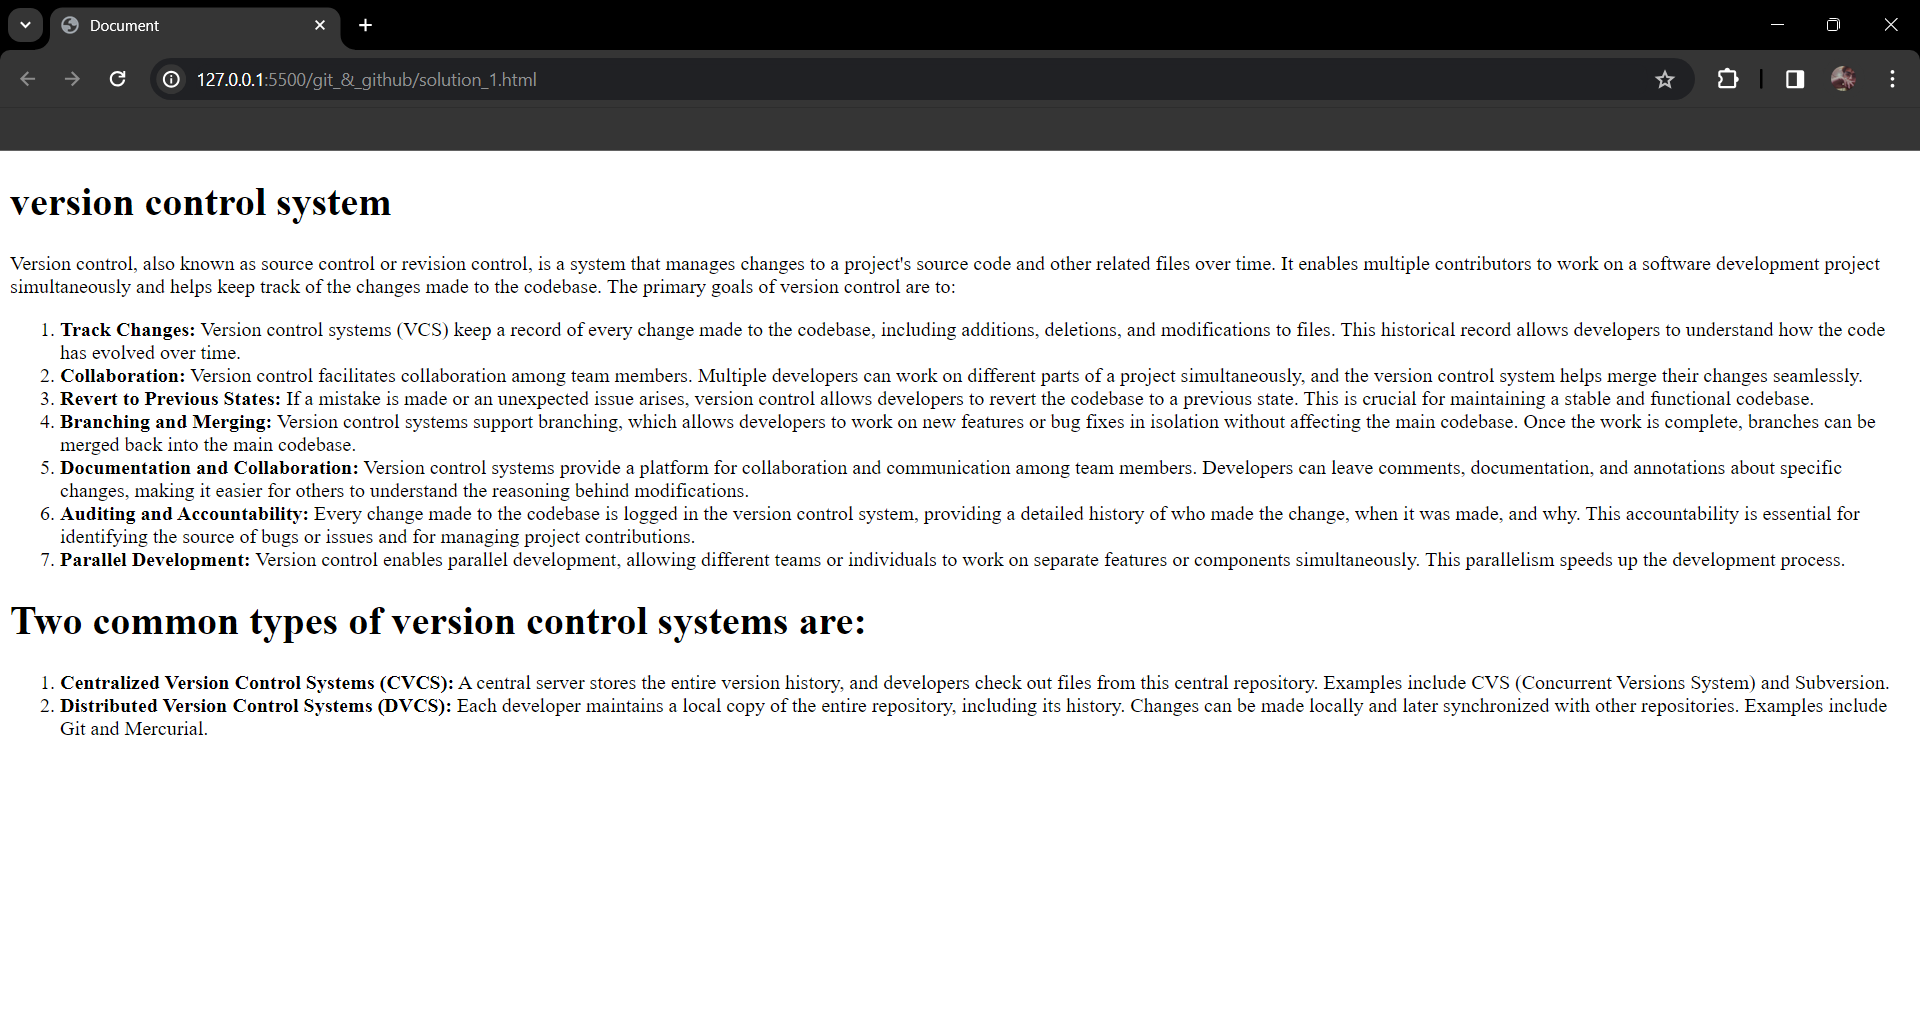 Document
127.0.0.1:5500/git_&_github/solution_1.html
version control system
Version control, also known as source control or revision control, is a system that manages changes to a project's source code and other related files over time. It enables multiple contributors to work on a software development project
simultaneously and helps keep track of the changes made to the codebase. The primary goals of version control are to:
1. Track Changes: Version control systems (VCS) keep a record of every change made to the codebase, including additions, deletions, and modifications to files. This historical record allows developers to understand how the code
has evolved over time.
2. Collaboration: Version control facilitates collaboration among team members. Multiple developers can work on different parts of a project simultaneously, and the version control system helps merge their changes seamlessly.
3. Revert to Previous States: If a mistake is made or an unexpected issue arises, version control allows developers to revert the codebase to a previous state. This is crucial for maintaining a stable and functional codebase.
4. Branching and Merging: Version control systems support branching, which allows developers to work on new features or bug fixes in isolation without affecting the main codebase. Once the work is complete, branches can be
merged back into the main codebase.
5. Documentation and Collaboration: Version control systems provide a platform for collaboration and communication among team members. Developers can leave comments, documentation, and annotations about specific
changes, making it easier for others to understand the reasoning behind modifications.
6. Auditing and Accountability: Every change made to the codebase is logged in the version control system, providing a detailed history of who made the change, when it was made, and why. This accountability is essential for
identifying the source of bugs or issues and for managing project contributions.
7. Parallel Development: Version control enables parallel development, allowing different teams or individuals to work on separate features or components simultaneously. This parallelism speeds up the development process.
Two common types of version control systems are:
1. Centralized Version Control Systems (CVCS): A central server stores the entire version history, and developers check out files from this central repository. Examples include CVS (Concurrent Versions System) and Subversion.
2. Distributed Version Control Systems (DVCS): Each developer maintains a local copy of the entire repository, including its history. Changes can be made locally and later synchronized with other repositories. Examples include
Git and Mercurial.